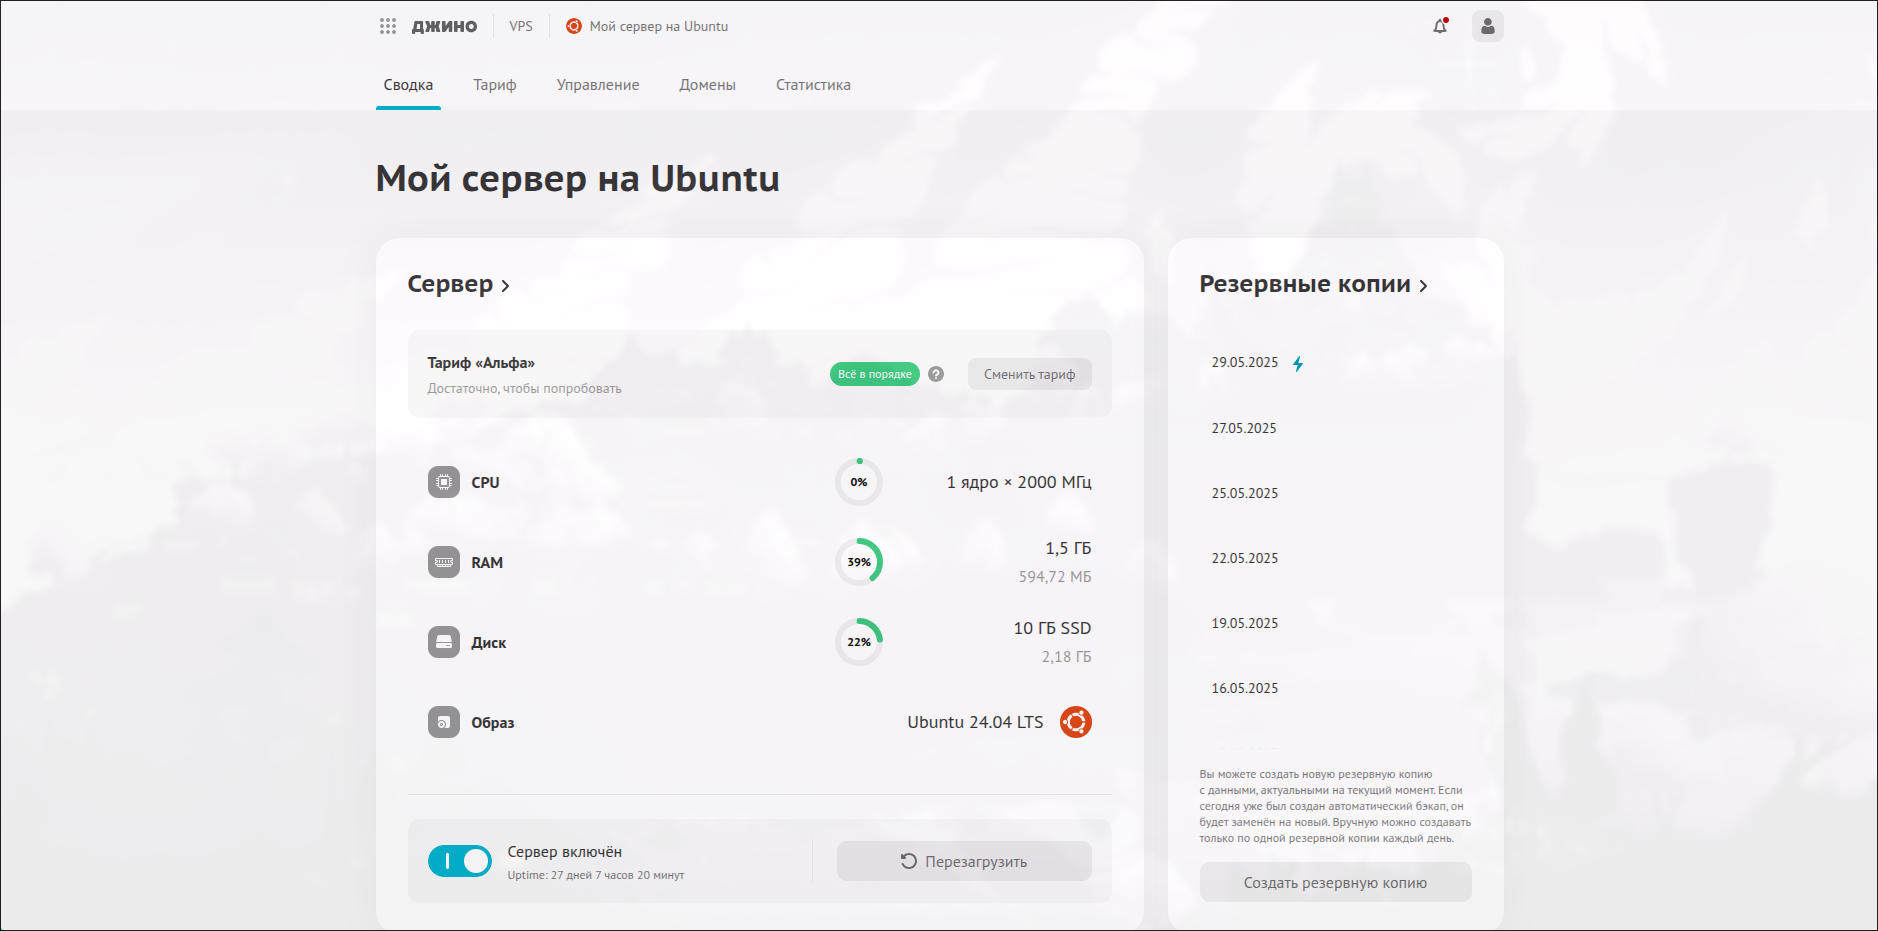 джино VPS Мой сервер на Ubuntu
Сводка Тариф Управление Домены Статистика
Мой сервер на Ubuntu
Сервер
Тариф «Альфа»
Достаточно, чтобы попробовать
Всё в порядке ? Сменить тариф
CPU 0% 1 ядро × 2000 МГц
RAM 39% 1,5 ГБ
594,72 МБ
Диск 22% 10 ГБ SSD
2,18 ГБ
Образ Ubuntu 24.04 LTS
Сервер включён
Uptime: 27 дней 7 часов 20 минут
Перезагрузить
Резервные копии
29.05.2025
27.05.2025
25.05.2025
22.05.2025
19.05.2025
16.05.2025
Вы можете создать новую резервную копию
с данными, актуальными на текущий момент. Если
сегодня уже был создан автоматический бэкап, он
будет заменён на новый. Вручную можно создавать
только по одной резервной копии каждый день.
Создать резервную копию